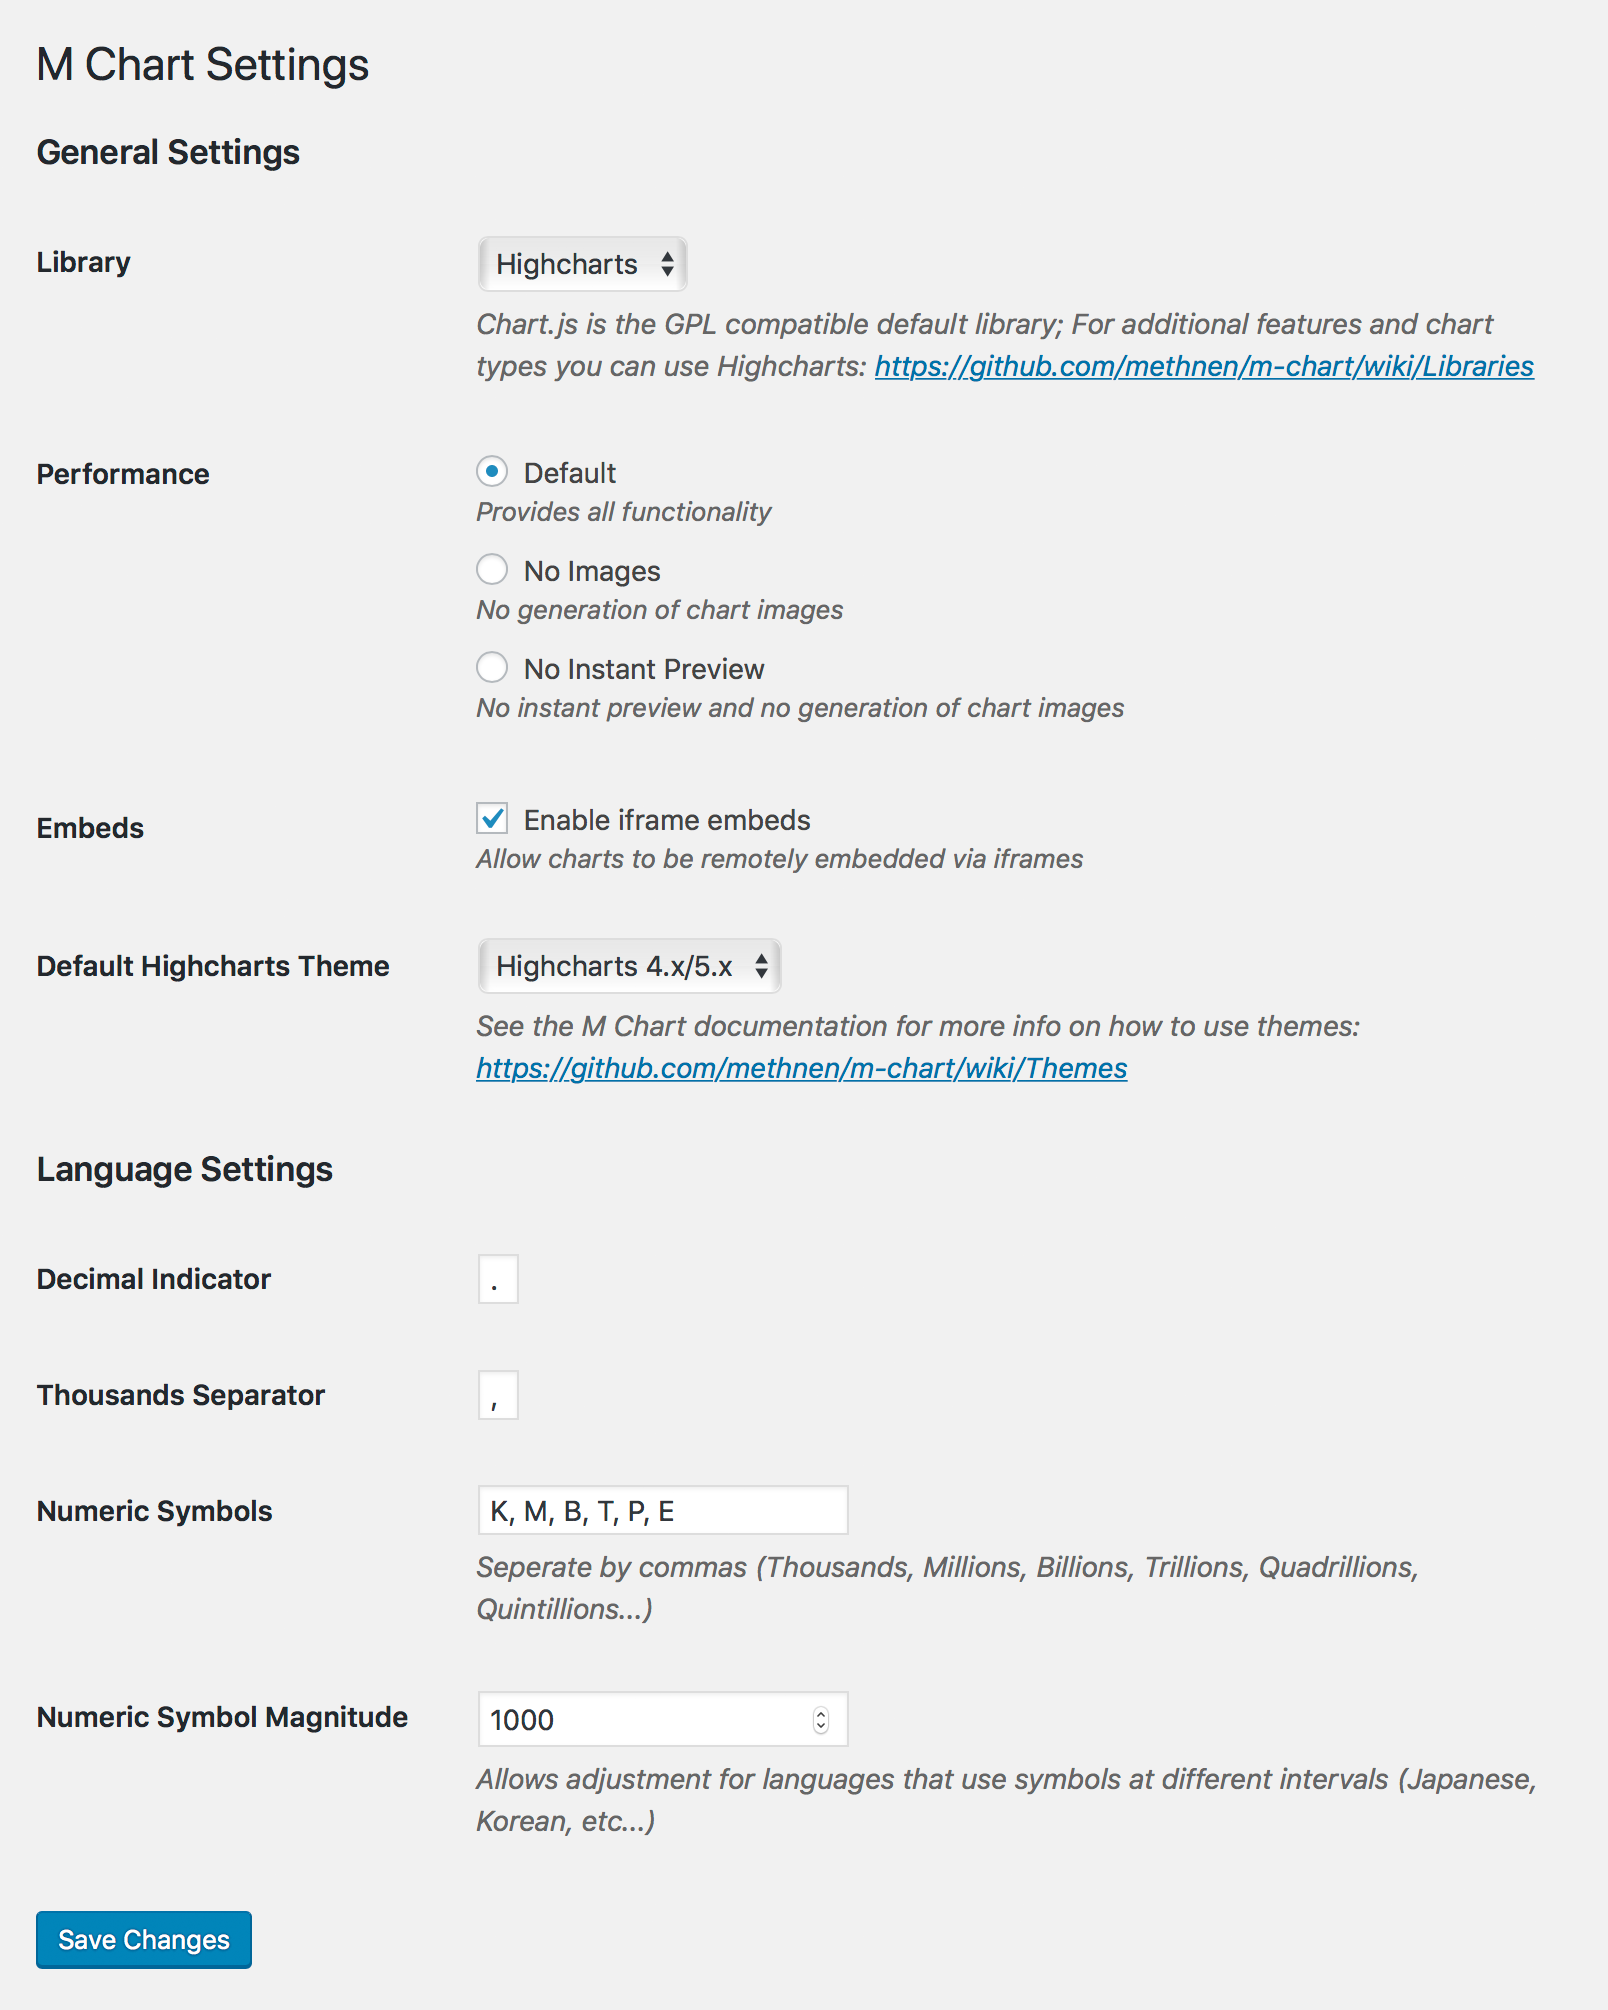 M Chart Settings
General Settings
Library
Highcharts
Chart.js is the GPL compatible default library; For additional features and chart
types you can use Highcharts: https://github.com/methnen/m-chart/wiki/Libraries
Performance
Default
Provides all functionality
No Images
No generation of chart images
No Instant Preview
No instant preview and no generation of chart images
Embeds
Enable iframe embeds
Allow charts to be remotely embedded via iframes
Default Highcharts Theme
Highcharts 4.x/5.x
See the M Chart documentation for more info on how to use themes:
https://github.com/methnen/m-chart/wiki/Themes
Language Settings
Decimal Indicator
.
Thousands Separator
,
Numeric Symbols
K, M, B, T, P, E
Seperate by commas (Thousands, Millions, Billions, Trillions, Quadrillions,
Quintillions...)
Numeric Symbol Magnitude
1000
Allows adjustment for languages that use symbols at different intervals (Japanese,
Korean, etc...)
Save Changes